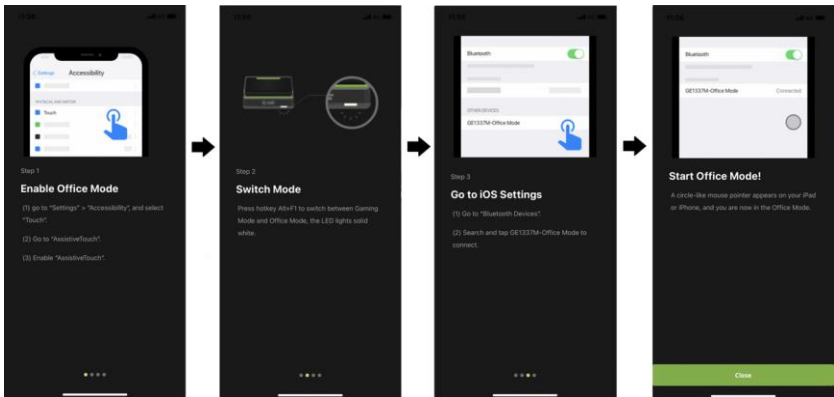 Settings Accessibility
PHYSICAL AND MOTOR
Touch
Step 1
Enable Office Mode
(1) go to "Settings" > "Accessibility", and select
"Touch".
(2) Go to "AssistiveTouch".
(3) Enable "AssistiveTouch".
Step 2
Switch Mode
Press hotkey Alt+F1 to switch between Gaming
Mode and Office Mode, the LED lights solid
white.
Bluetooth
OTHER DEVICES
GE1337M-Office Mode
Step 3
Go to iOS Settings
(1) Go to "Bluetooth Devices".
(2) Search and tap GE1337M-Office Mode to
connect.
Bluetooth
GE1337M-Office Mode Connected
Start Office Mode!
A circle-like mouse pointer appears on your iPad
or iPhone, and you are now in the Office Mode.
Close